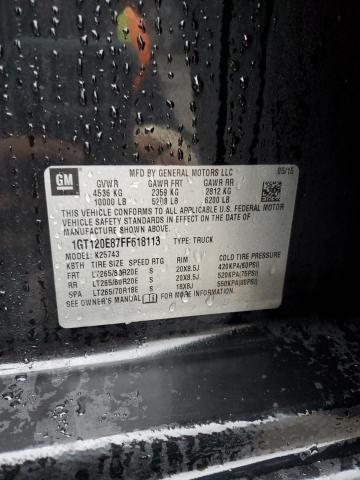 GM
MFD BY GENERAL MOTORS LLC 05/15
GVWR GAWR FRT GAWR RR
4536 KG 2359 KG 2812 KG
10000 LB 5200 LB 6200 LB
THIS VEHICLE CONFORMS TO ALL APPLICABLE U.S. FEDERAL MOTOR
VEHICLE SAFETY STANDARDS IN EFFECT ON THE DATE OF
MANUFACTURE SHOWN ABOVE.
1GT120E87FF618113 TYPE: TRUCK
MODEL: K25743
KBTH TIRE SIZE SPEED RTG RIM COLD TIRE PRESSURE
FRT LT265/60R20E S 20X8.5J 420KPA(60PSI)
RR LT265/60R20E S 20X8.5J 520KPA(75PSI)
SPA LT265/70R18E S 18X8J 550KPA(80PSI)
SEE OWNER'S MANUAL FOR ADDITIONAL INFORMATION.